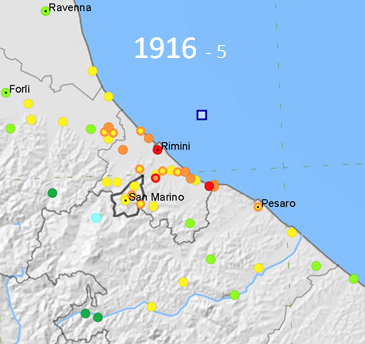 Ravenna
1916 - 5
Forlì
Rimini
San Marino
Pesaro